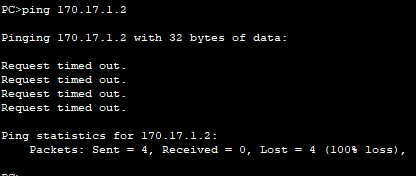 PC>ping 170.17.1.2
Pinging 170.17.1.2 with 32 bytes of data:
Request timed out.
Request timed out.
Request timed out.
Request timed out.
Ping statistics for 170.17.1.2:
Packets: Sent = 4, Received = 0, Lost = 4 (100% loss),
PC>